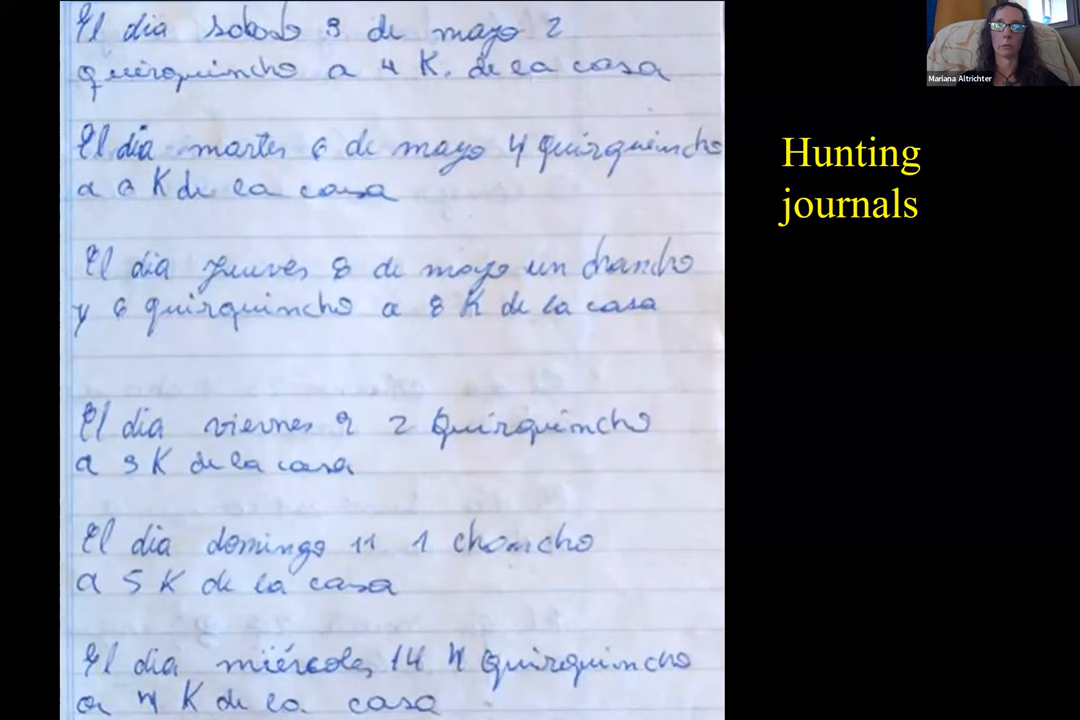 El dia sabado 3 de mayo 2
quirquincho a 4 K. de la casa
El dia martes 6 de mayo 4 quirquincho
a K de la casa
El dia jueves 8 de mayo un chancho
y 6 quirquincho a 8 K de la casa
El dia viernes 9 2 quirquincho
a 3 K de la casa
El dia domingo 11 1 chancho
a 5 K de la casa
El dia miércoles 14 4 quirquincho
a K de la casa
Hunting
journals
Mariana Altrichter